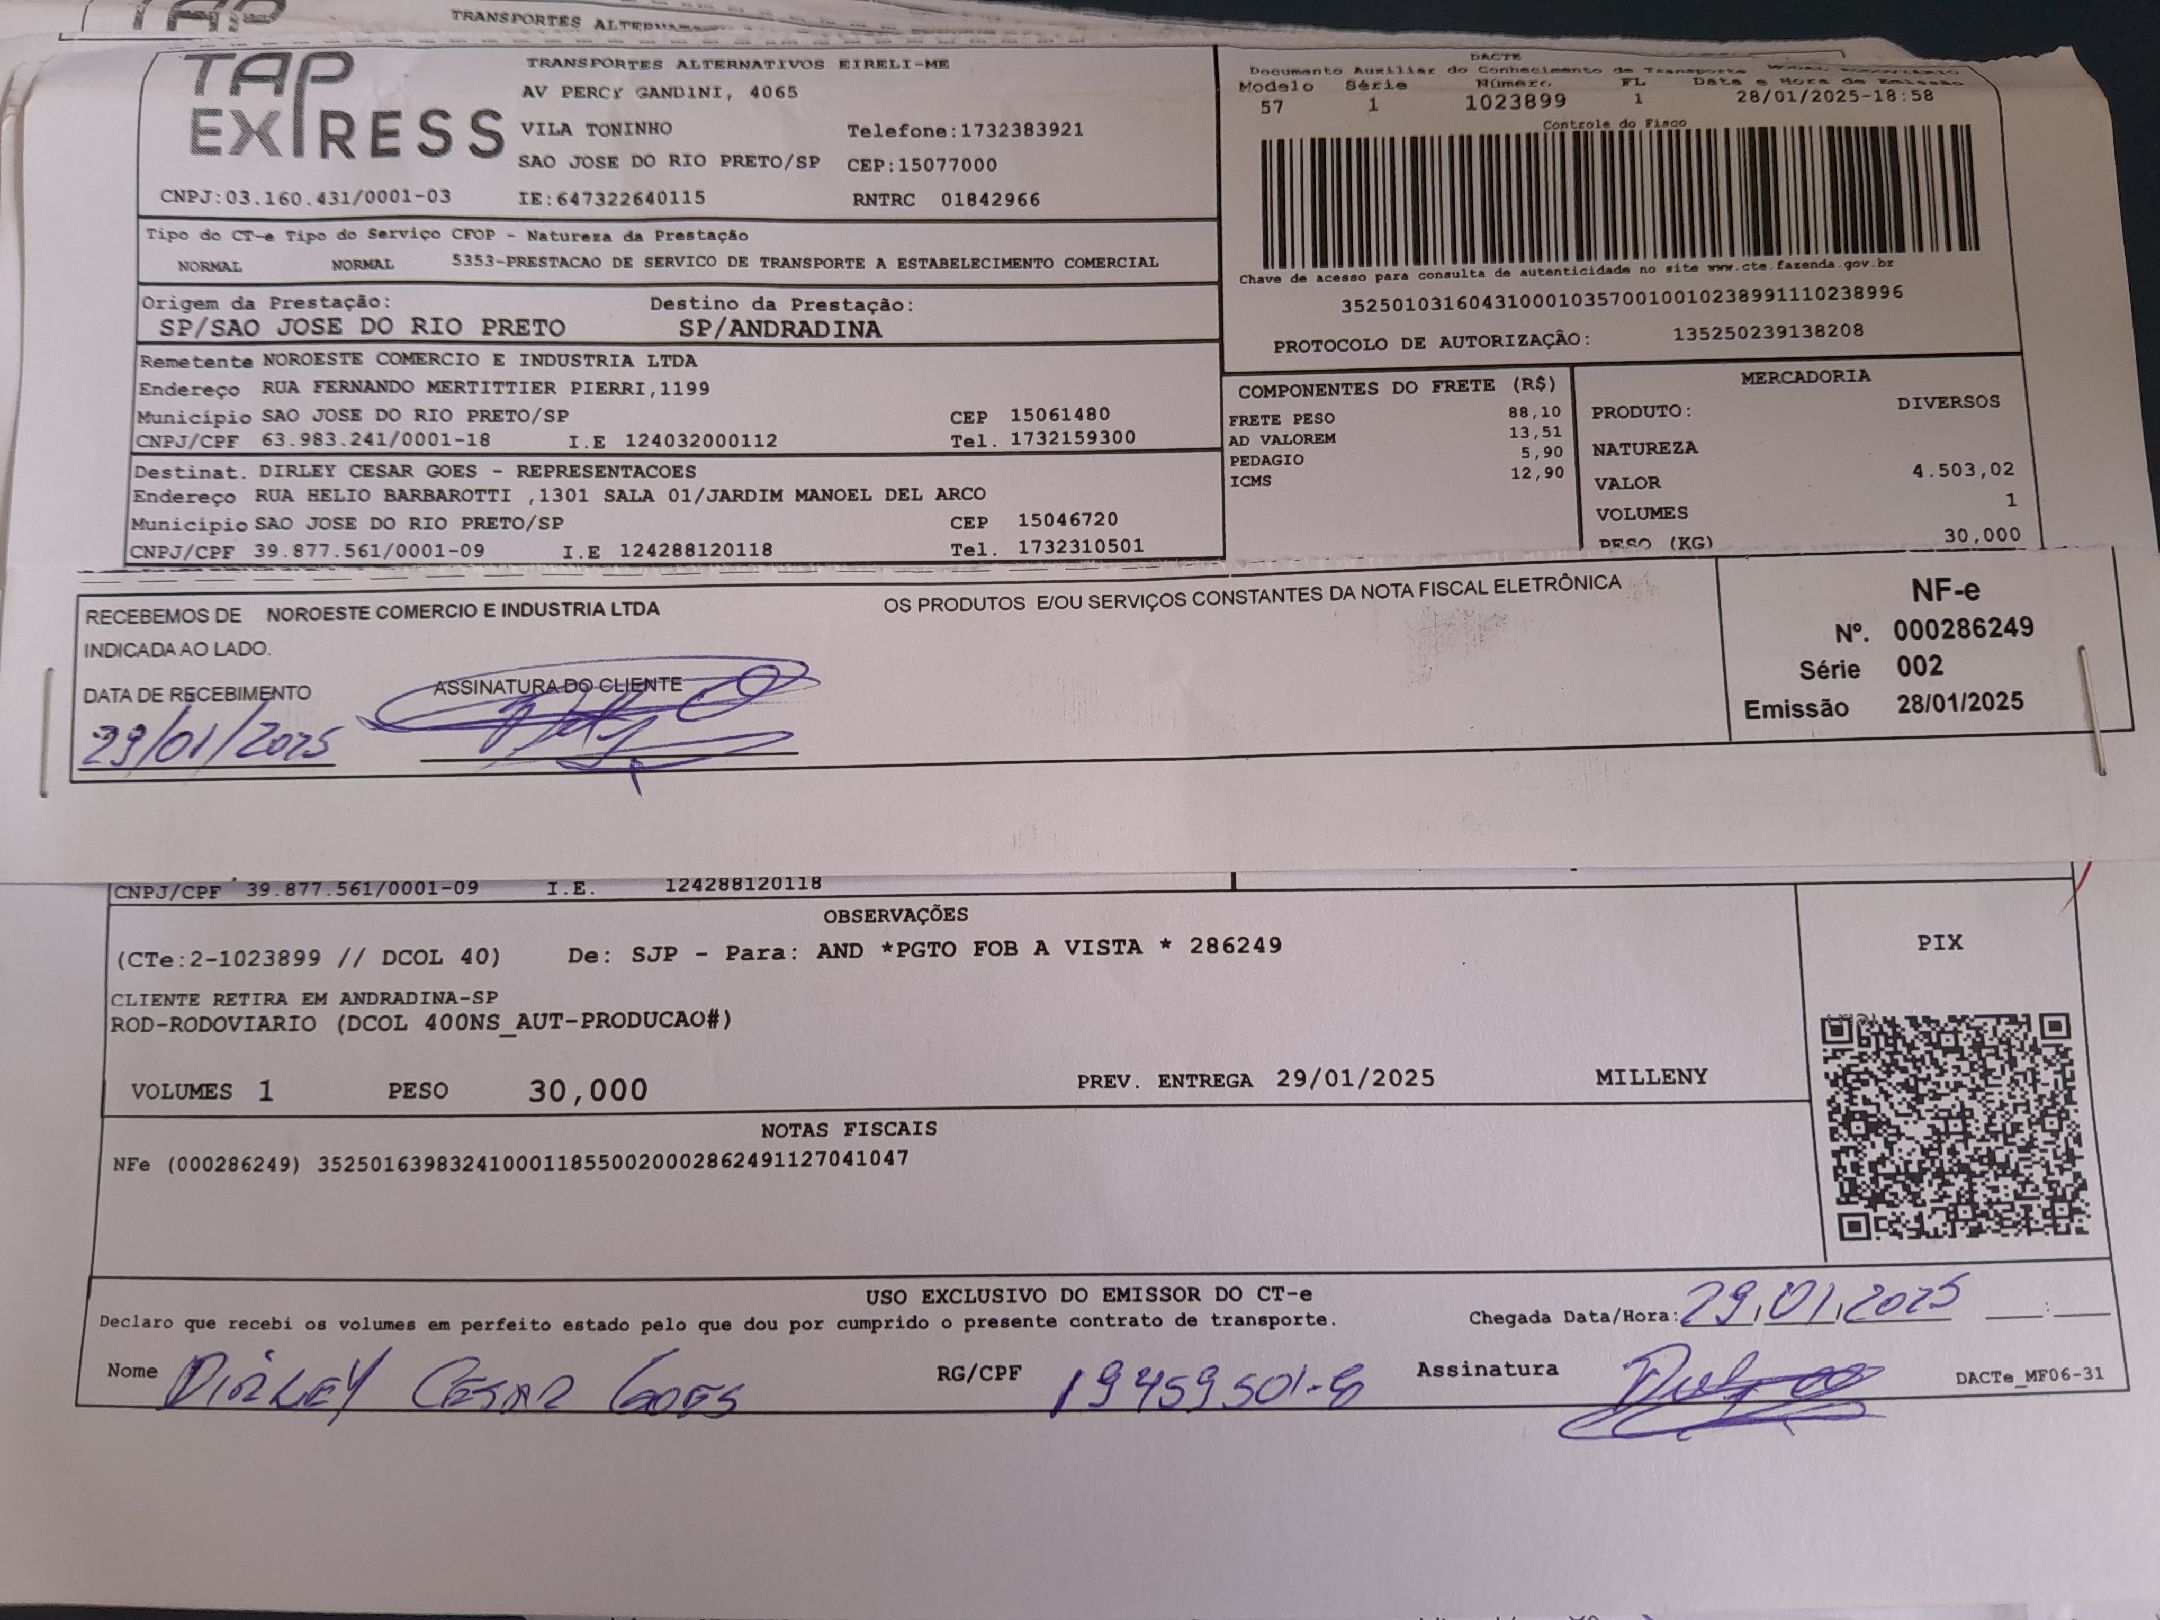 TRANSPORTES
TAP EXPRESS
TRANSPORTES ALTERNATIVOS EIRELI-ME
AV PERCY GANDINI, 4065
VILA TONINHO Telefone:1732383921
SAO JOSE DO RIO PRETO/SP CEP:15077000
CNPJ:03.160.431/0001-03 IE:647322640115 RNTRC 01842966
DACTE
Documento Auxiliar do Conhecimento de Transporte
Modelo Série Número FL Data e Hora de Emissão
57 1 1023899 1 28/01/2025-18:58
Controle do Fisco
Chave de acesso para consulta de autenticidade no site www.cte.fazenda.gov.br
35250103160431000103570010010238991110238996
PROTOCOLO DE AUTORIZAÇÃO: 135250239138208
Tipo do CT-e Tipo do Serviço CFOP - Natureza da Prestação
NORMAL NORMAL 5353-PRESTACAO DE SERVICO DE TRANSPORTE A ESTABELECIMENTO COMERCIAL
Origem da Prestação: Destino da Prestação:
SP/SAO JOSE DO RIO PRETO SP/ANDRADINA
Remetente NOROESTE COMERCIO E INDUSTRIA LTDA
Endereço RUA FERNANDO MERTITTIER PIERRI,1199
Município SAO JOSE DO RIO PRETO/SP CEP 15061480
CNPJ/CPF 63.983.241/0001-18 I.E 124032000112 Tel. 1732159300
Destinat. DIRLEY CESAR GOES - REPRESENTACOES
Endereço RUA HELIO BARBAROTTI ,1301 SALA 01/JARDIM MANOEL DEL ARCO
Município SAO JOSE DO RIO PRETO/SP CEP 15046720
CNPJ/CPF 39.877.561/0001-09 I.E 124288120118 Tel. 1732310501
COMPONENTES DO FRETE (R$)
FRETE PESO 88,10
AD VALOREM 13,51
PEDAGIO 5,90
ICMS 12,90
MERCADORIA
PRODUTO: DIVERSOS
NATUREZA
VALOR 4.503,02
VOLUMES 1
PESO (KG) 30,000
RECEBEMOS DE NOROESTE COMERCIO E INDUSTRIA LTDA OS PRODUTOS E/OU SERVIÇOS CONSTANTES DA NOTA FISCAL ELETRÔNICA
INDICADA AO LADO.
DATA DE RECEBIMENTO ASSINATURA DO CLIENTE
29/01/2025
NF-e
Nº. 000286249
Série 002
Emissão 28/01/2025
CNPJ/CPF 39.877.561/0001-09 I.E. 124288120118
OBSERVAÇÕES
(CTe:2-1023899 // DCOL 40) De: SJP - Para: AND *PGTO FOB A VISTA * 286249
CLIENTE RETIRA EM ANDRADINA-SP
ROD-RODOVIARIO (DCOL 400NS_AUT-PRODUCAO#)
VOLUMES 1 PESO 30,000 PREV. ENTREGA 29/01/2025 MILLENY
PIX
NOTAS FISCAIS
NFe (000286249) 35250163983241000118550020002862491127041047
USO EXCLUSIVO DO EMISSOR DO CT-e
Declaro que recebi os volumes em perfeito estado pelo que dou por cumprido o presente contrato de transporte. Chegada Data/Hora: 29/01/2025
Nome DIRLEY CESAR GOES RG/CPF Assinatura DACTe_MF06-31